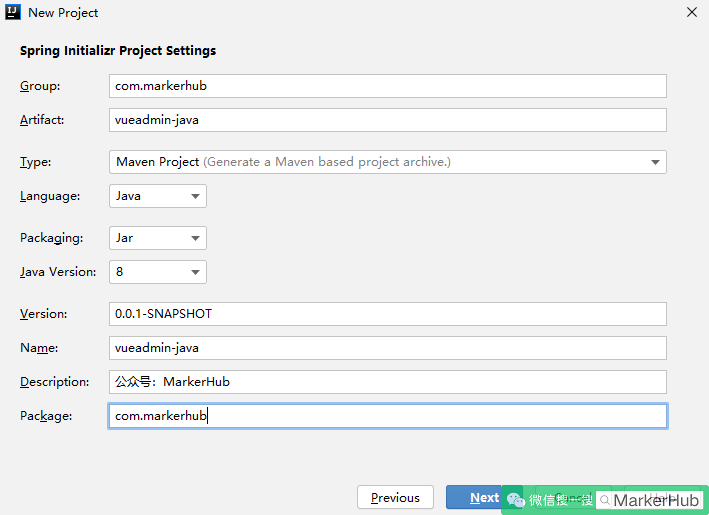 New Project
Spring Initializr Project Settings
Group: com.markerhub
Artifact: vueadmin-java
Type: Maven Project (Generate a Maven based project archive.)
Language: Java
Packaging: Jar
Java Version: 8
Version: 0.0.1-SNAPSHOT
Name: vueadmin-java
Description: 公众号：MarkerHub
Package: com.markerhub
Previous Next
微信搜一搜 MarkerHub